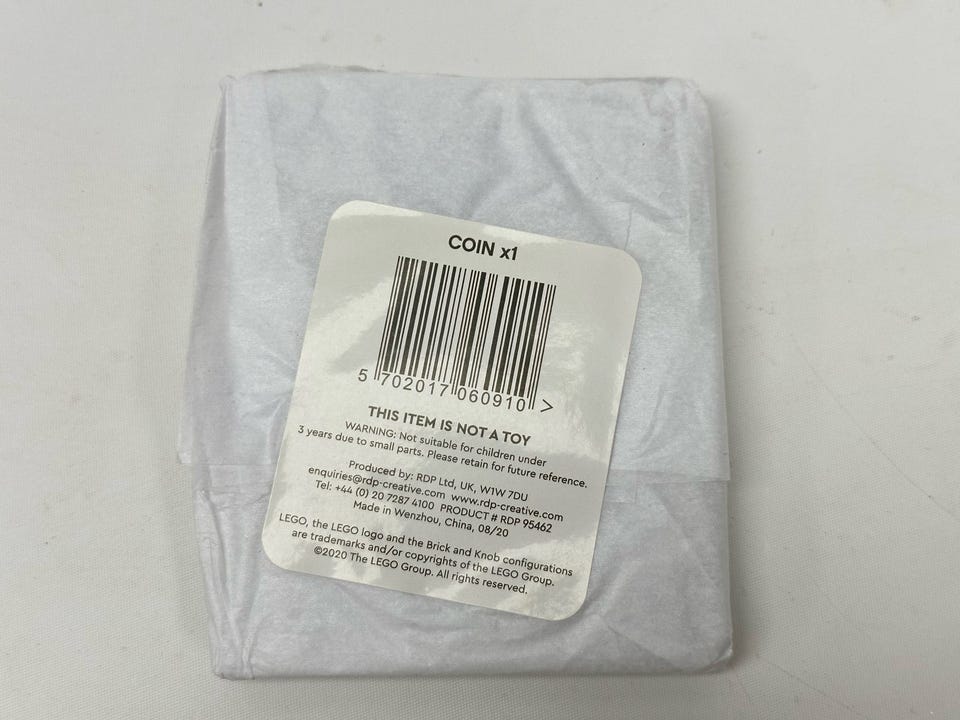 COIN x1
5 702017 060910 >
THIS ITEM IS NOT A TOY
WARNING: Not suitable for children under
3 years due to small parts. Please retain for future reference.
Produced by: RDP Ltd, UK, W1W 7DU
enquiries@rdp-creative.com www.rdp-creative.com
Tel: +44 (0) 20 7287 4100 PRODUCT # RDP 95462
Made in Wenzhou, China, 08/20
LEGO, the LEGO logo and the Brick and Knob configurations
are trademarks and/or copyrights of the LEGO Group.
©2020 The LEGO Group. All rights reserved.